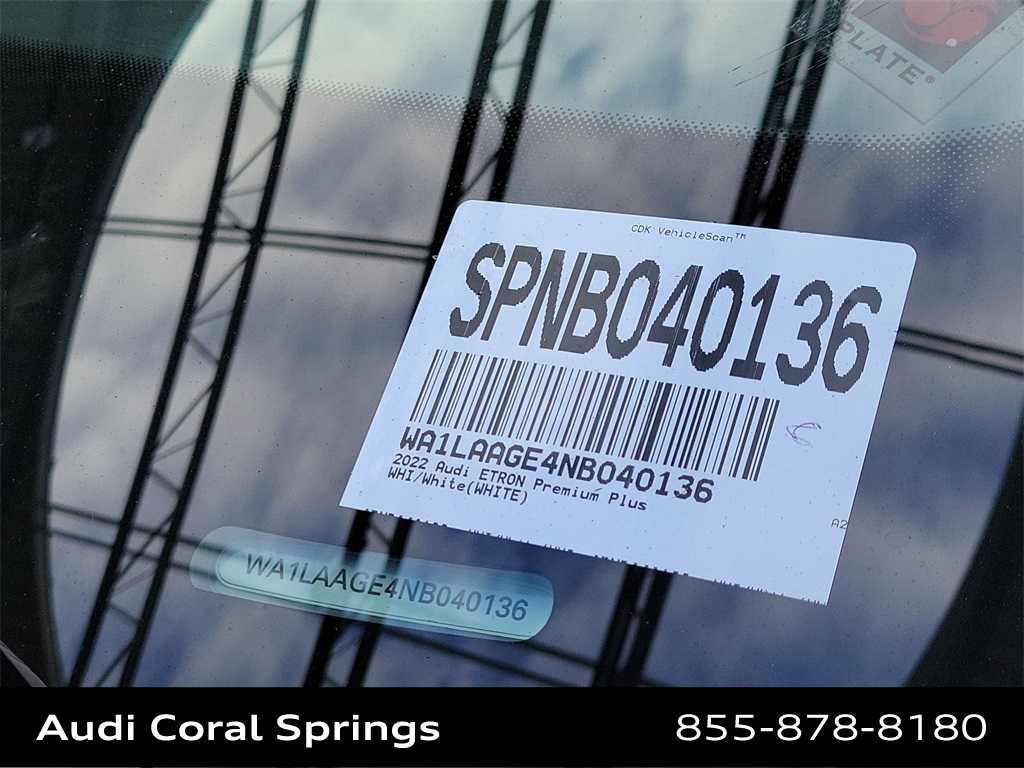 PLATE®
CDK VehicleScan™
SPNB040136
WA1LAAGE4NB040136
2022 Audi ETRON Premium Plus
WHI/White(WHITE)
A2
WA1LAAGE4NB040136
Audi Coral Springs
855-878-8180